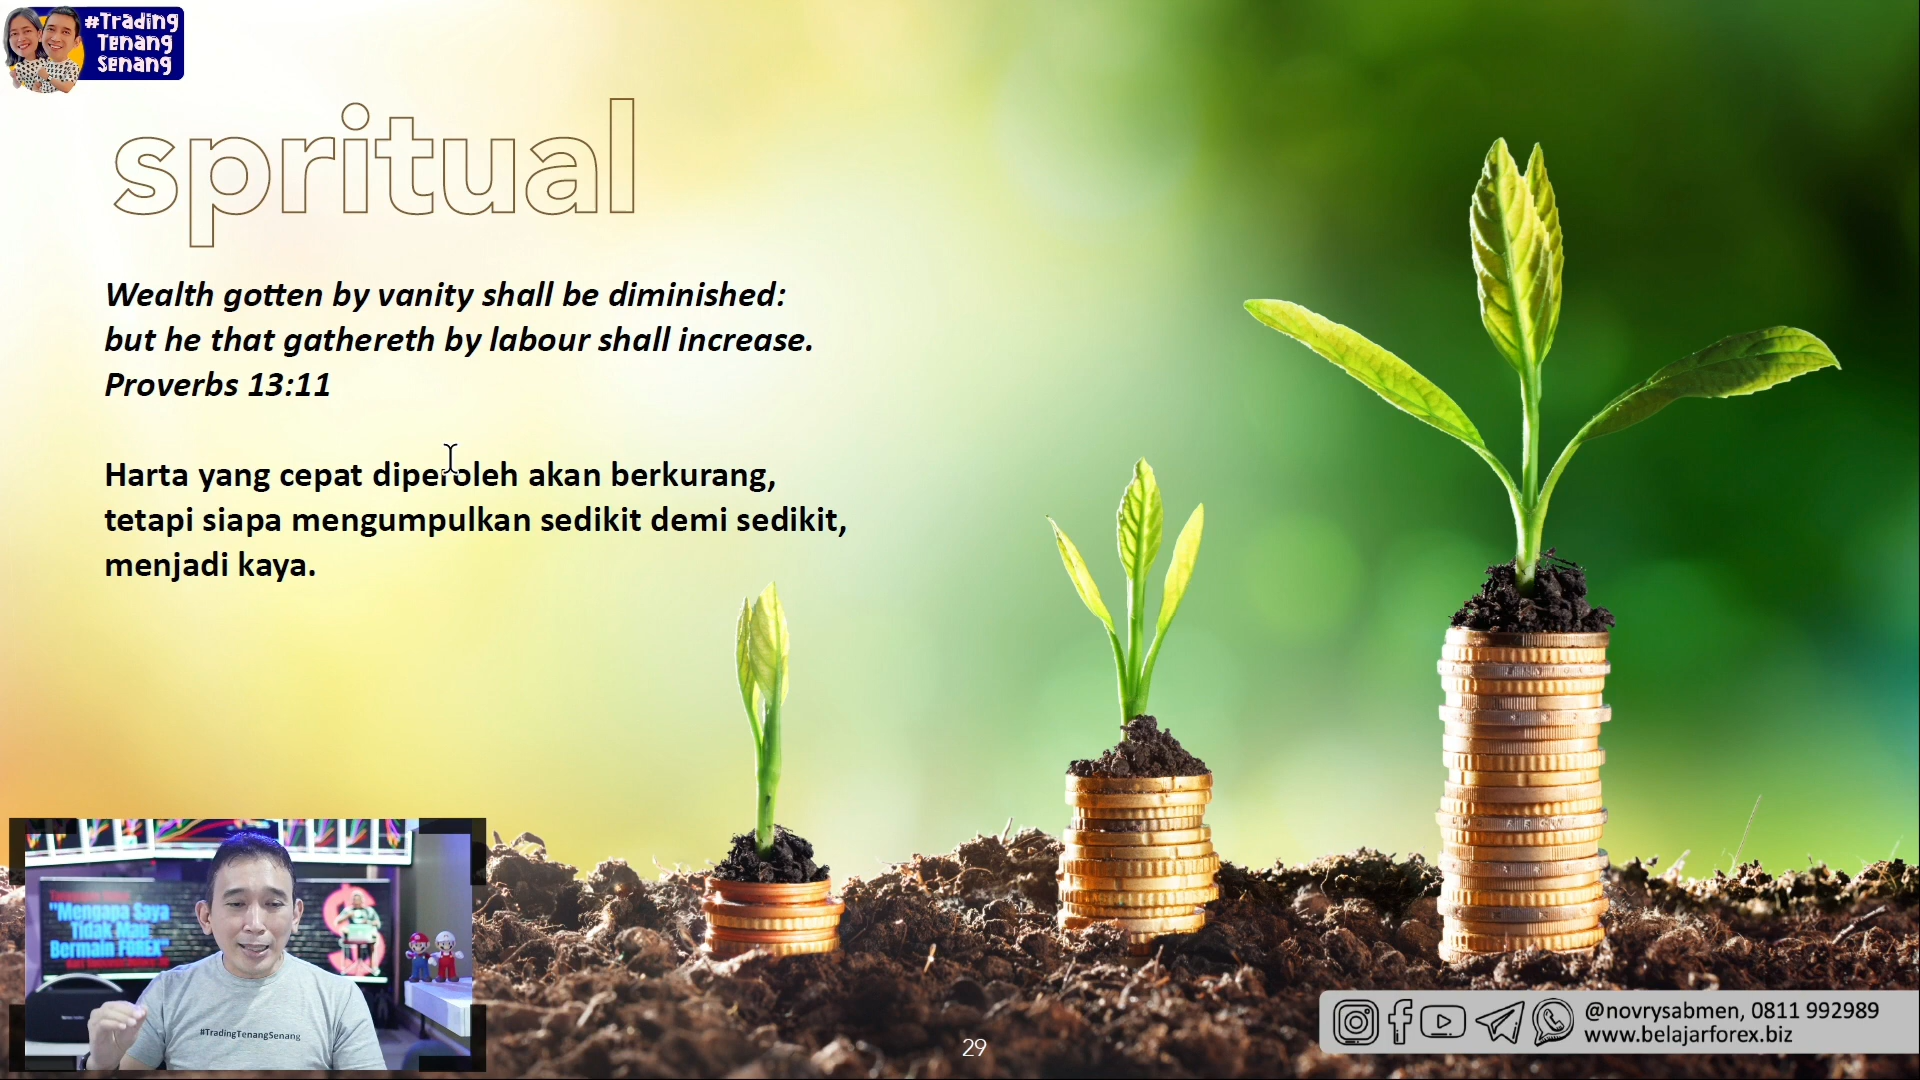 #Trading
Tenang
Senang
spritual
Wealth gotten by vanity shall be diminished:
but he that gathereth by labour shall increase.
Proverbs 13:11
Harta yang cepat diperoleh akan berkurang,
tetapi siapa mengumpulkan sedikit demi sedikit,
menjadi kaya.
"Mengapa Saya
Tidak Mau
Bermain FOREX"
#TradingTenangSenang
29
@novrysabmen, 0811 992989
www.belajarforex.biz